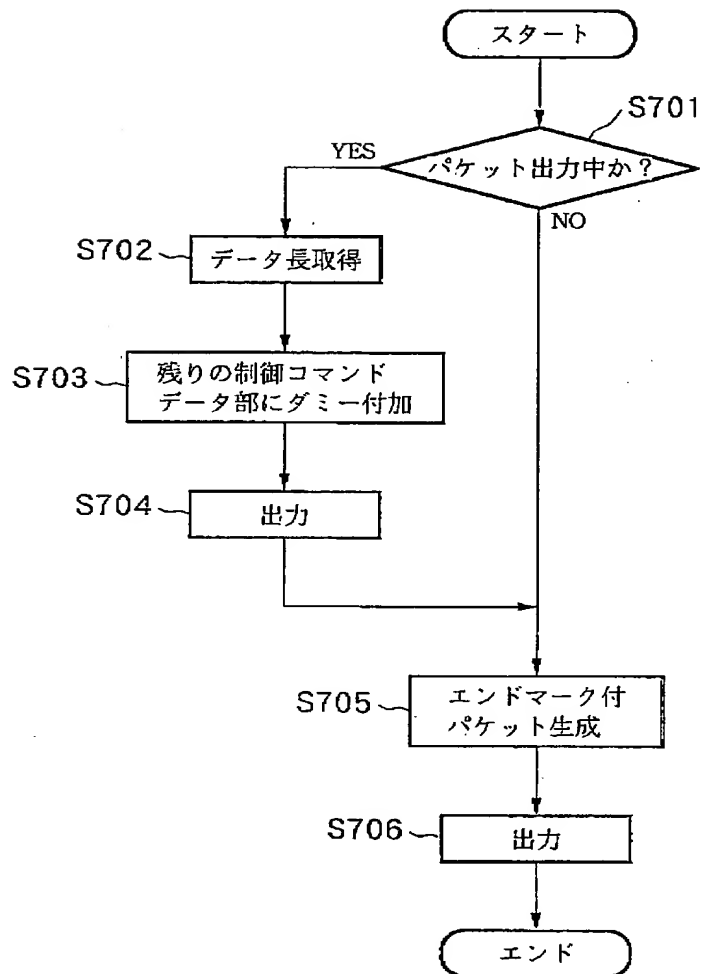 スタート
S701
パケット出力中か?
YES
NO
S702
データ長取得
S703
残りの制御コマンド
データ部にダミー付加
S704
出力
S705
エンドマーク付
パケット生成
S706
出力
エンド